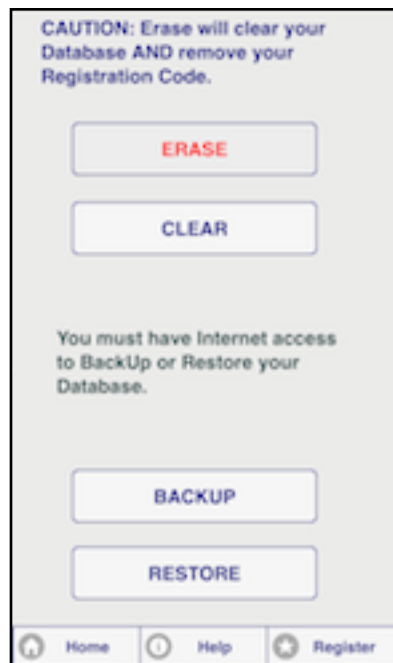 CAUTION: Erase will clear your
Database AND remove your
Registration Code.
ERASE
CLEAR
You must have Internet access
to BackUp or Restore your
Database.
BACKUP
RESTORE
Home Help Register